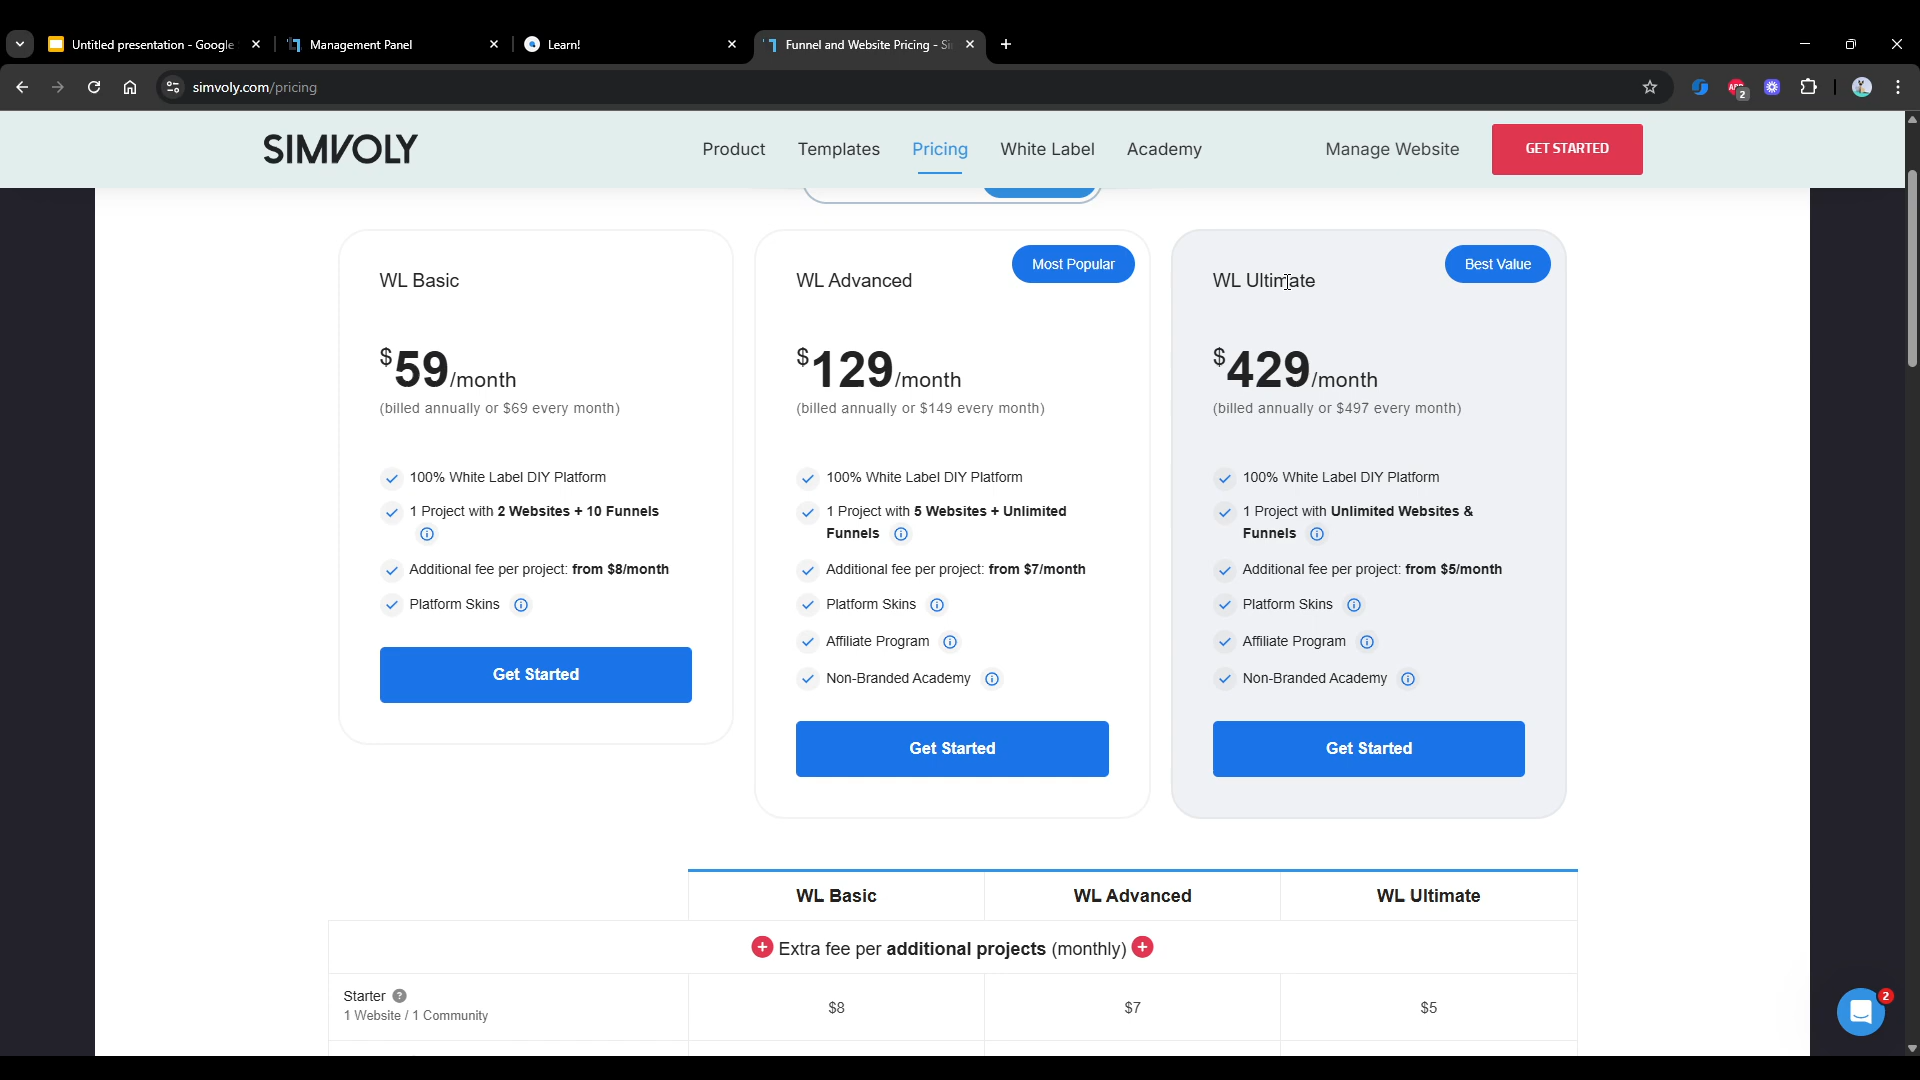 Untitled presentation - Google
Management Panel
Learn!
Funnel and Website Pricing - Si
simvoly.com/pricing
2
SIMVOLY
Product
Templates
Pricing
White Label
Academy
Manage Website
GET STARTED
WL Basic
$59/month
(billed annually or $69 every month)
100% White Label DIY Platform
1 Project with 2 Websites + 10 Funnels
Additional fee per project: from $8/month
Platform Skins
Get Started
WL Advanced
Most Popular
$129/month
(billed annually or $149 every month)
100% White Label DIY Platform
1 Project with 5 Websites + Unlimited
Funnels
Additional fee per project: from $7/month
Platform Skins
Affiliate Program
Non-Branded Academy
Get Started
WL Ultimate
Best Value
$429/month
(billed annually or $497 every month)
100% White Label DIY Platform
1 Project with Unlimited Websites &
Funnels
Additional fee per project: from $5/month
Platform Skins
Affiliate Program
Non-Branded Academy
Get Started
WL Basic
WL Advanced
WL Ultimate
Extra fee per additional projects (monthly)
Starter
1 Website / 1 Community
$8
$7
$5
2